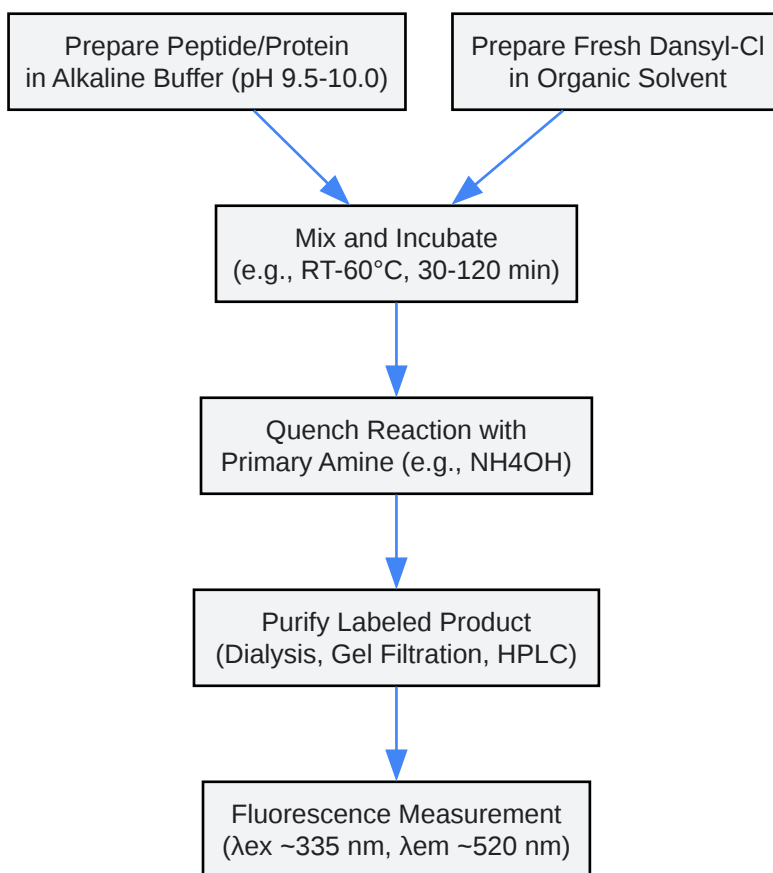 Prepare Peptide/Protein
in Alkaline Buffer (pH 9.5-10.0)
Prepare Fresh Dansyl-Cl
in Organic Solvent
Mix and Incubate
(e.g., RT-60°C, 30-120 min)
Quench Reaction with
Primary Amine (e.g., NH4OH)
Purify Labeled Product
(Dialysis, Gel Filtration, HPLC)
Fluorescence Measurement
(λex ~335 nm, λem ~520 nm)